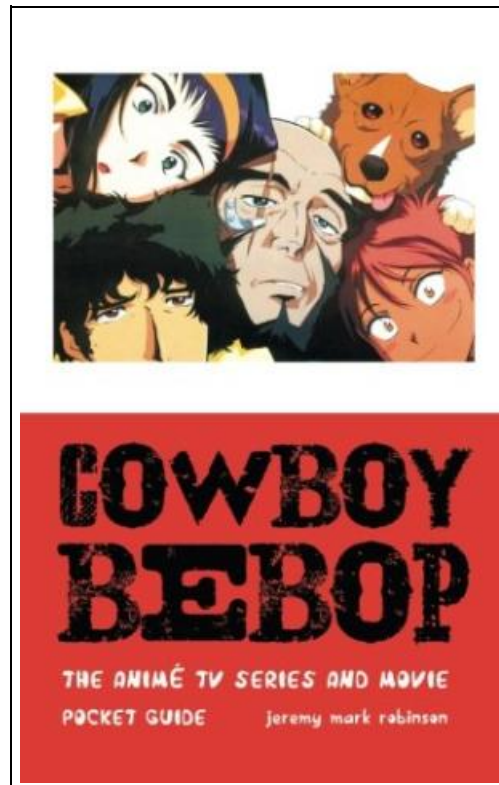 COWBOY
BEBOP
THE ANIMÉ TV SERIES AND MOVIE
POCKET GUIDE jeremy mark robinson